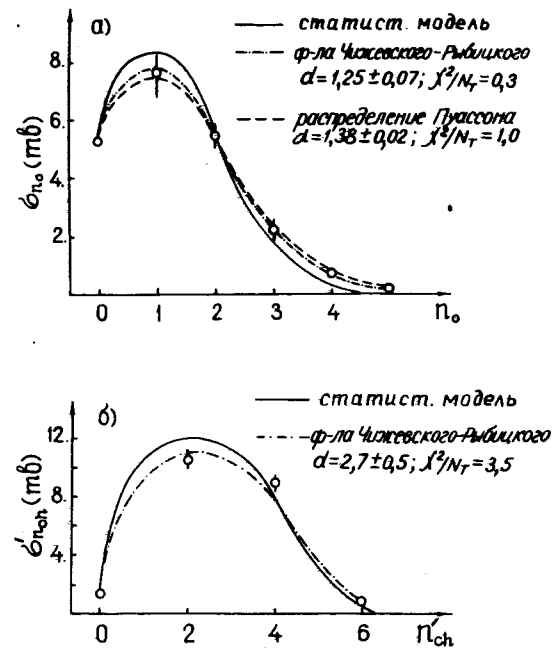 а)
статист. модель
ф-ла Чижевского-Рыбицкого
d=1,25±0,07; χ²/N_T=0,3
распределение Пуассона
d=1,38±0,02; χ²/N_T=1,0
σ_n₀ (mb)
8.
6.
4.
2.
0 1 2 3 4 n₀
б)
статист. модель
ф-ла Чижевского-Рыбицкого
d=2,7±0,5; χ²/N_T=3,5
σ'_nch (mb)
12.
8.
4.
0 2 4 6 n'_ch